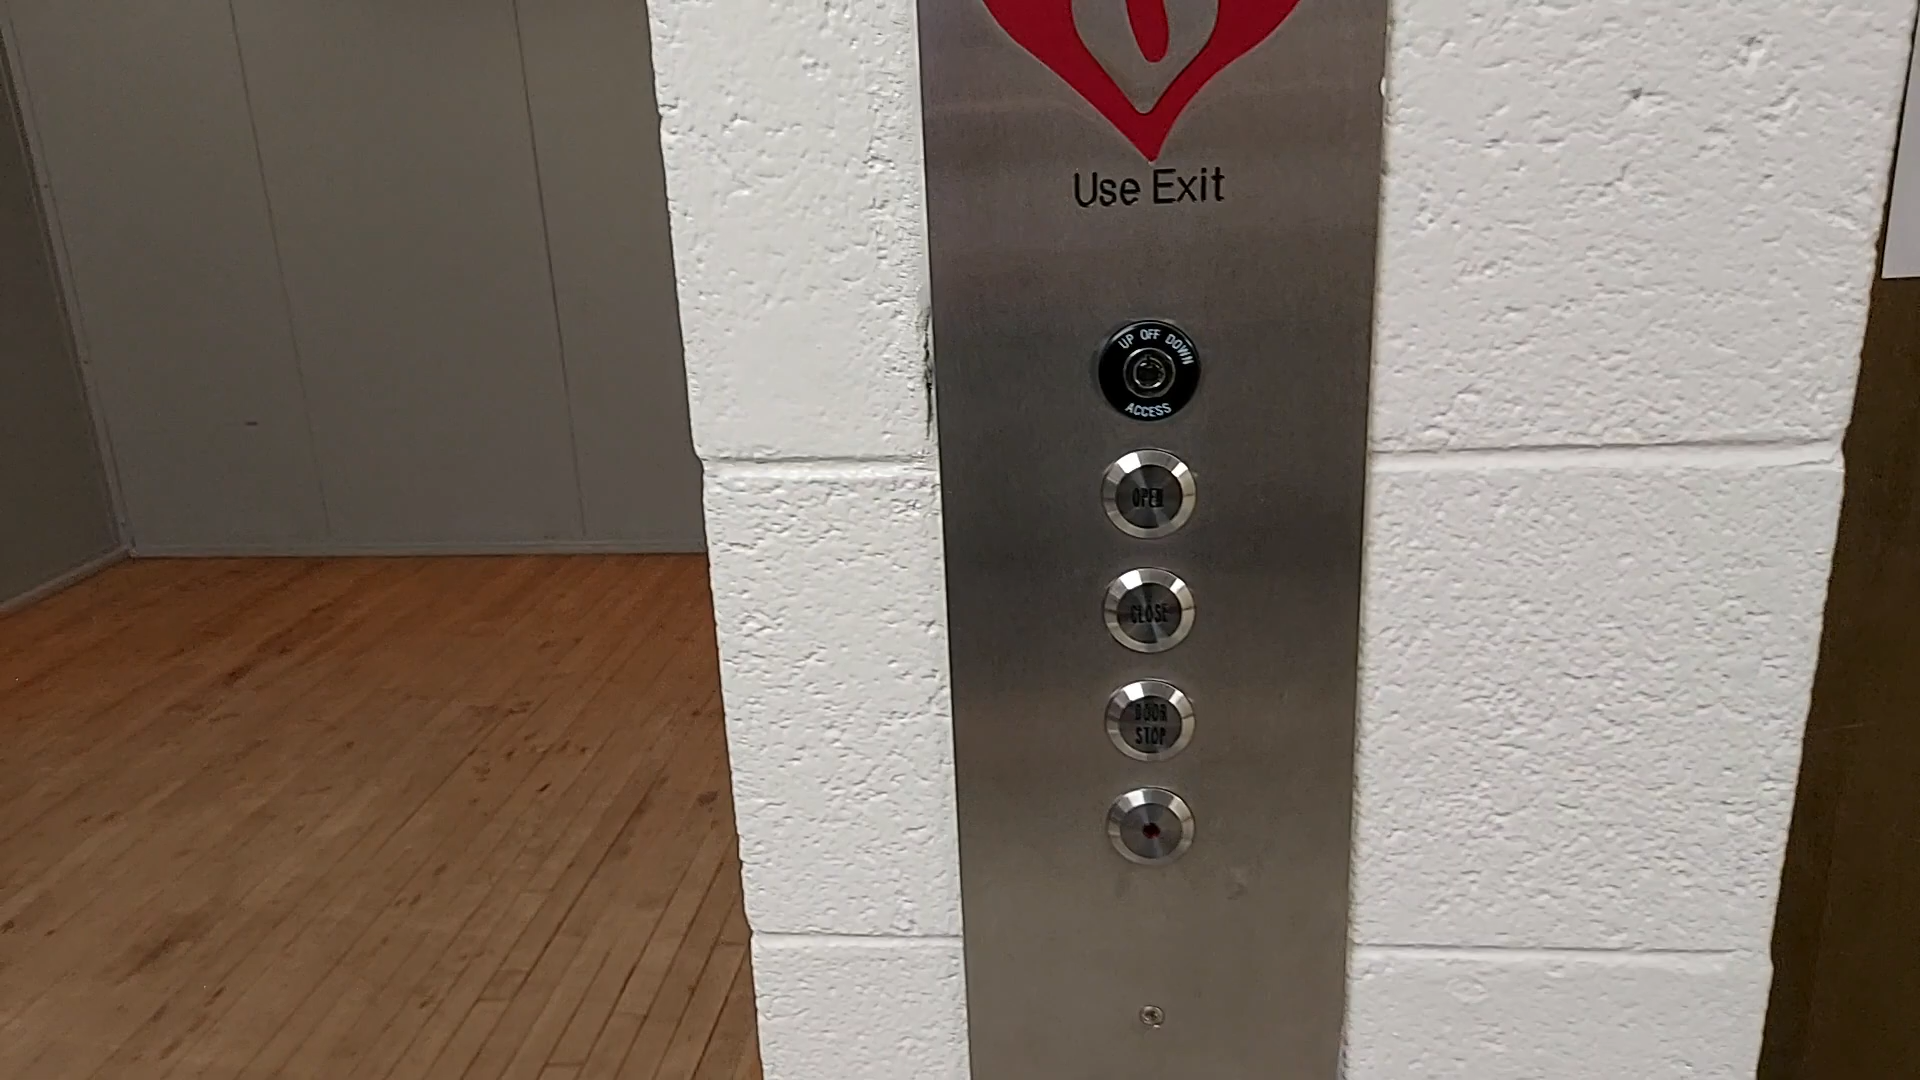 Use Exit
UP OFF DOWN
ACCESS
OPEN
CLOSE
DOOR
STOP